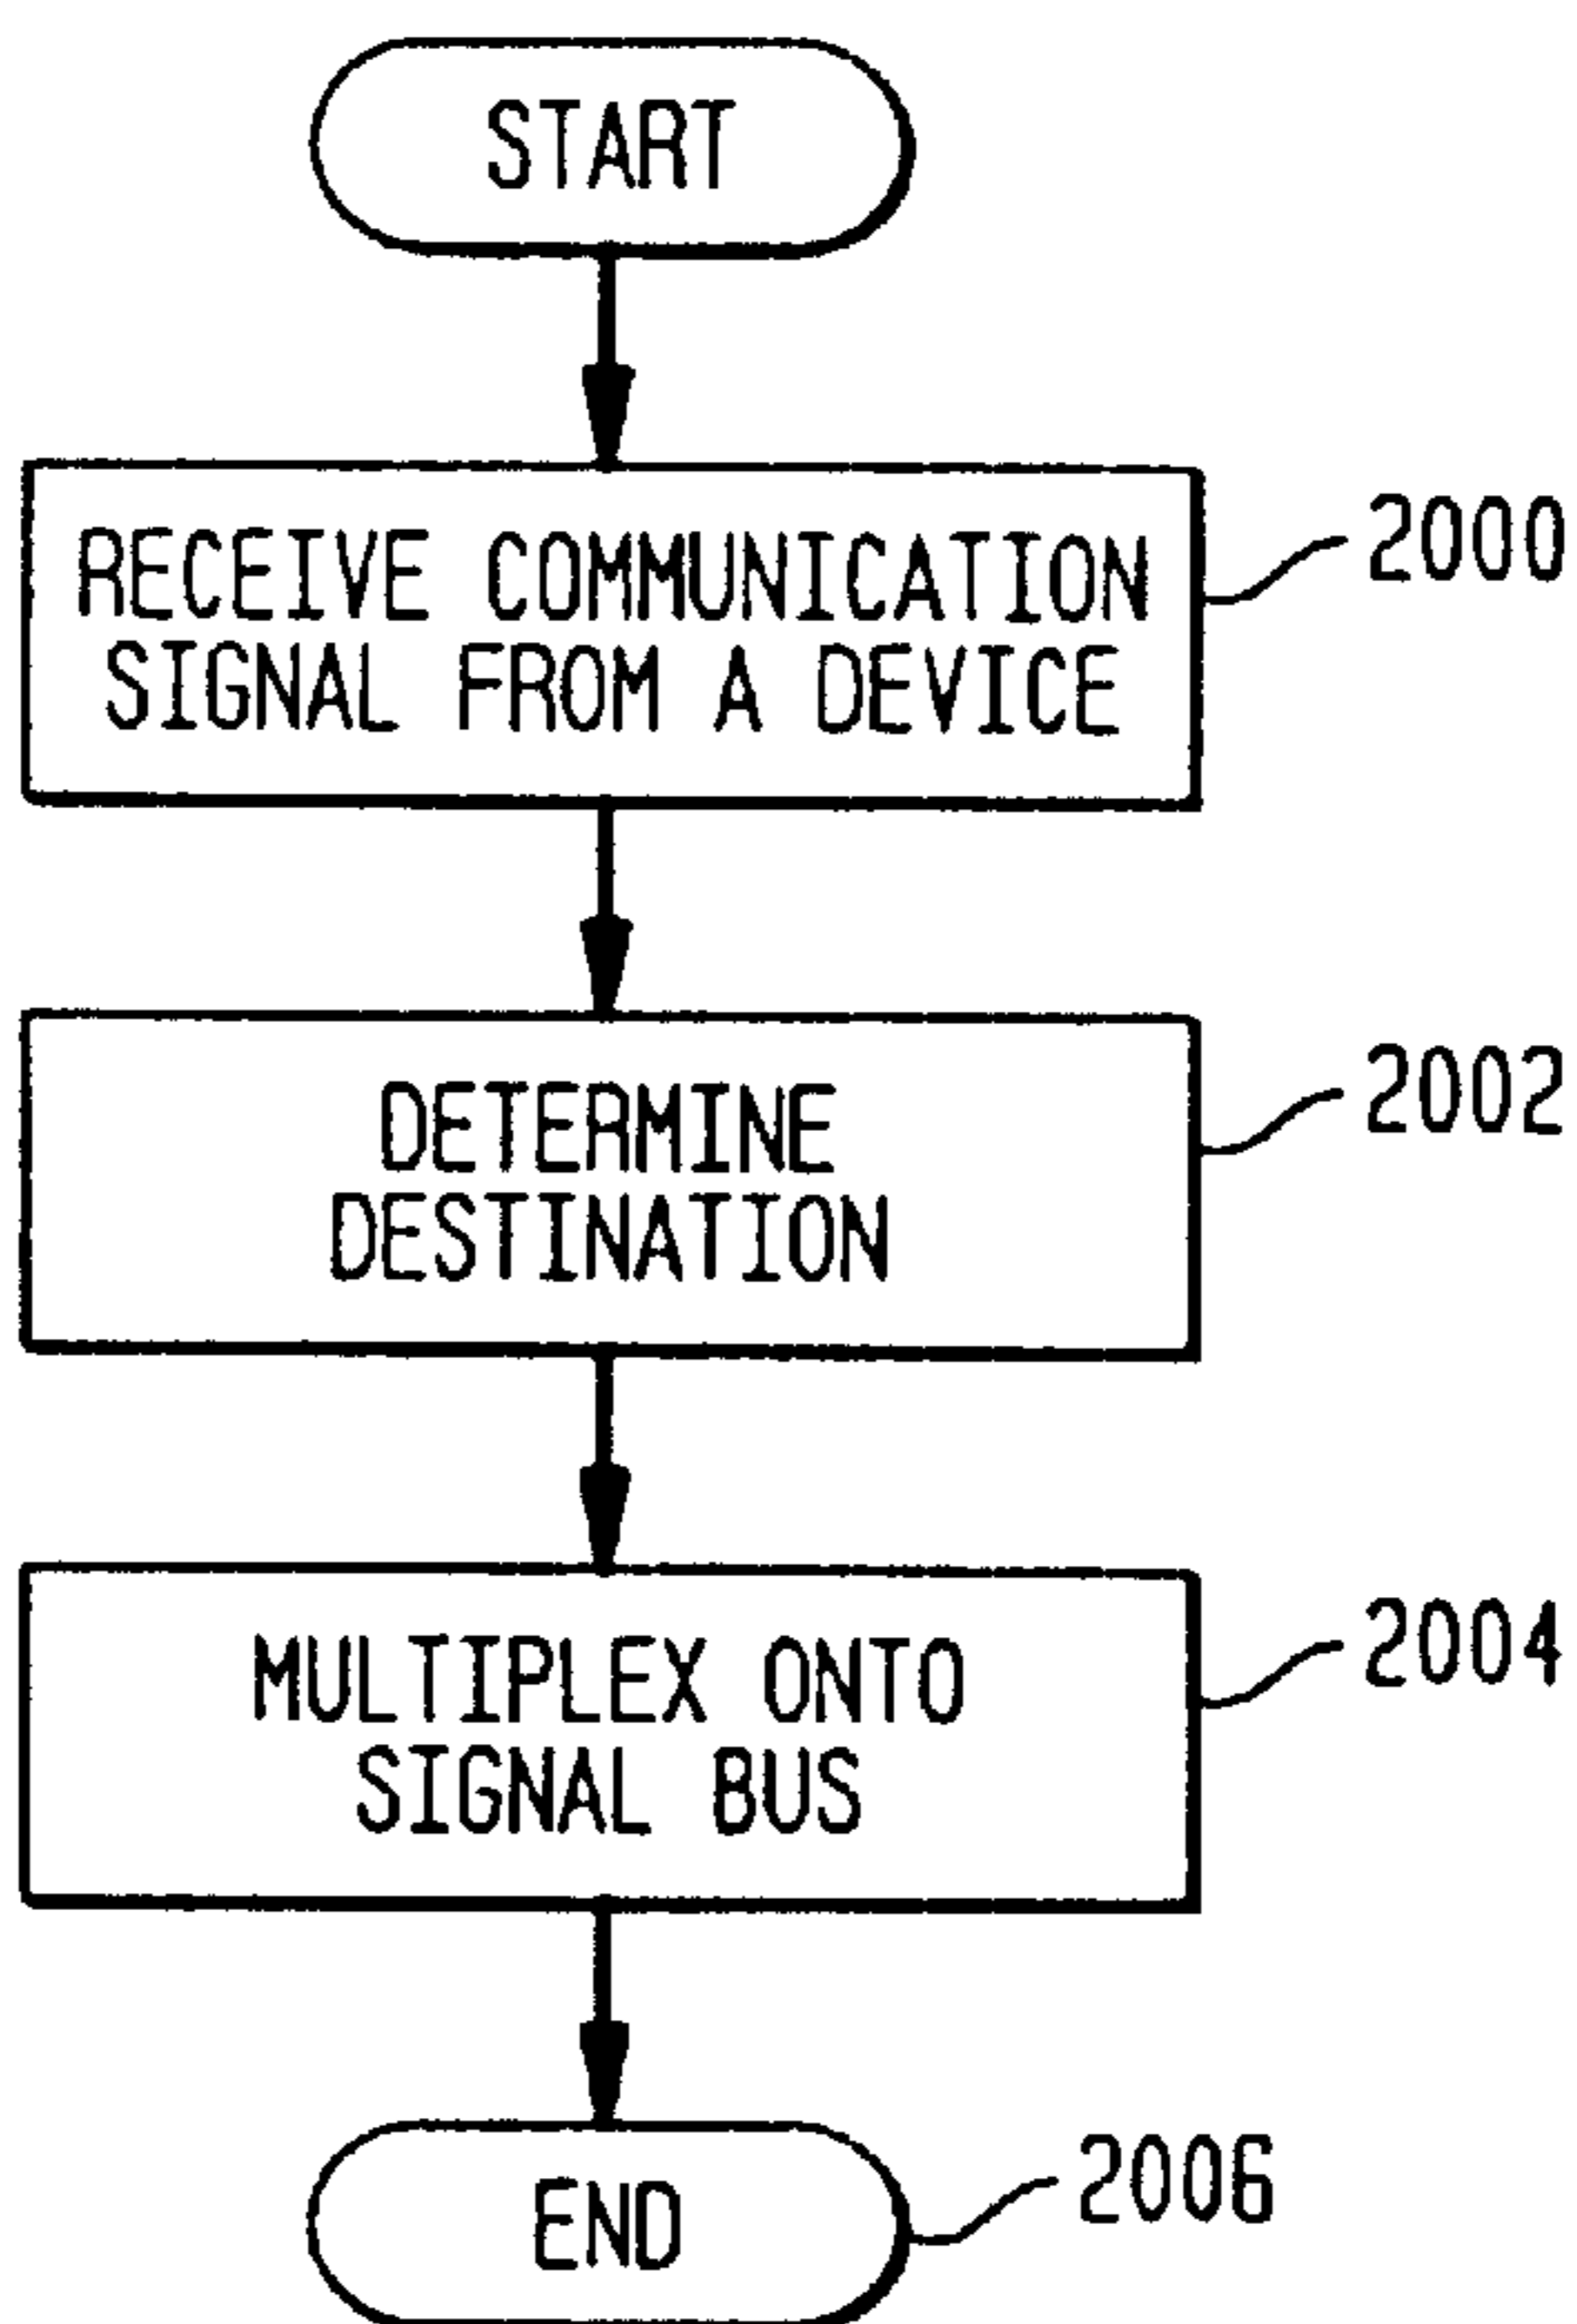 START
RECEIVE COMMUNICATION
SIGNAL FROM A DEVICE
2000
DETERMINE
DESTINATION
2002
MULTIPLEX ONTO
SIGNAL BUS
2004
END
2006